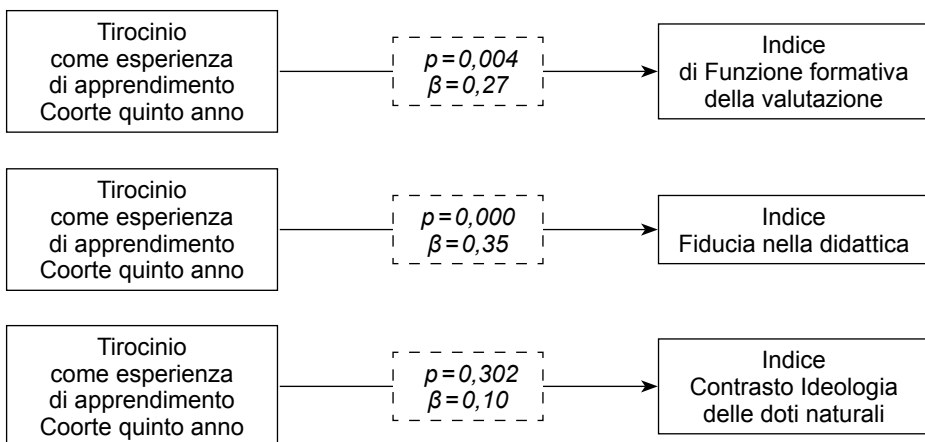 Tirocinio
come esperienza
di apprendimento
Coorte quinto anno
p=0,004
β=0,27
Indice
di Funzione formativa
della valutazione
Tirocinio
come esperienza
di apprendimento
Coorte quinto anno
p=0,000
β=0,35
Indice
Fiducia nella didattica
Tirocinio
come esperienza
di apprendimento
Coorte quinto anno
p=0,302
β=0,10
Indice
Contrasto Ideologia
delle doti naturali